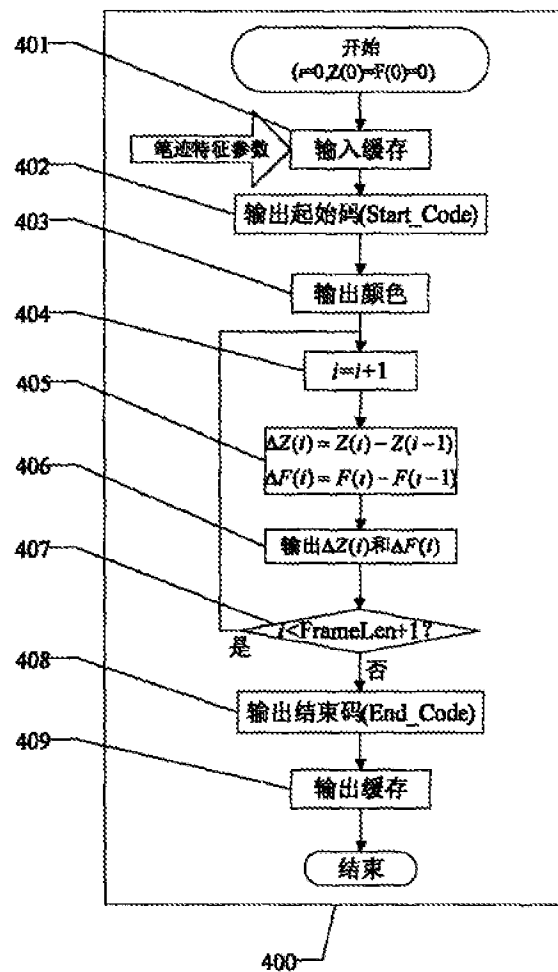 开始
(i=0,Z(0)=F(0)=0)
401
笔迹特征参数
输入缓存
402
输出起始码(Start_Code)
403
输出颜色
404
i=i+1
405
ΔZ(i)=Z(i)-Z(i-1)
ΔF(i)=F(i)-F(i-1)
406
输出ΔZ(i)和ΔF(i)
407
i<FrameLen+1?
是
否
408
输出结束码(End_Code)
409
输出缓存
结束
400